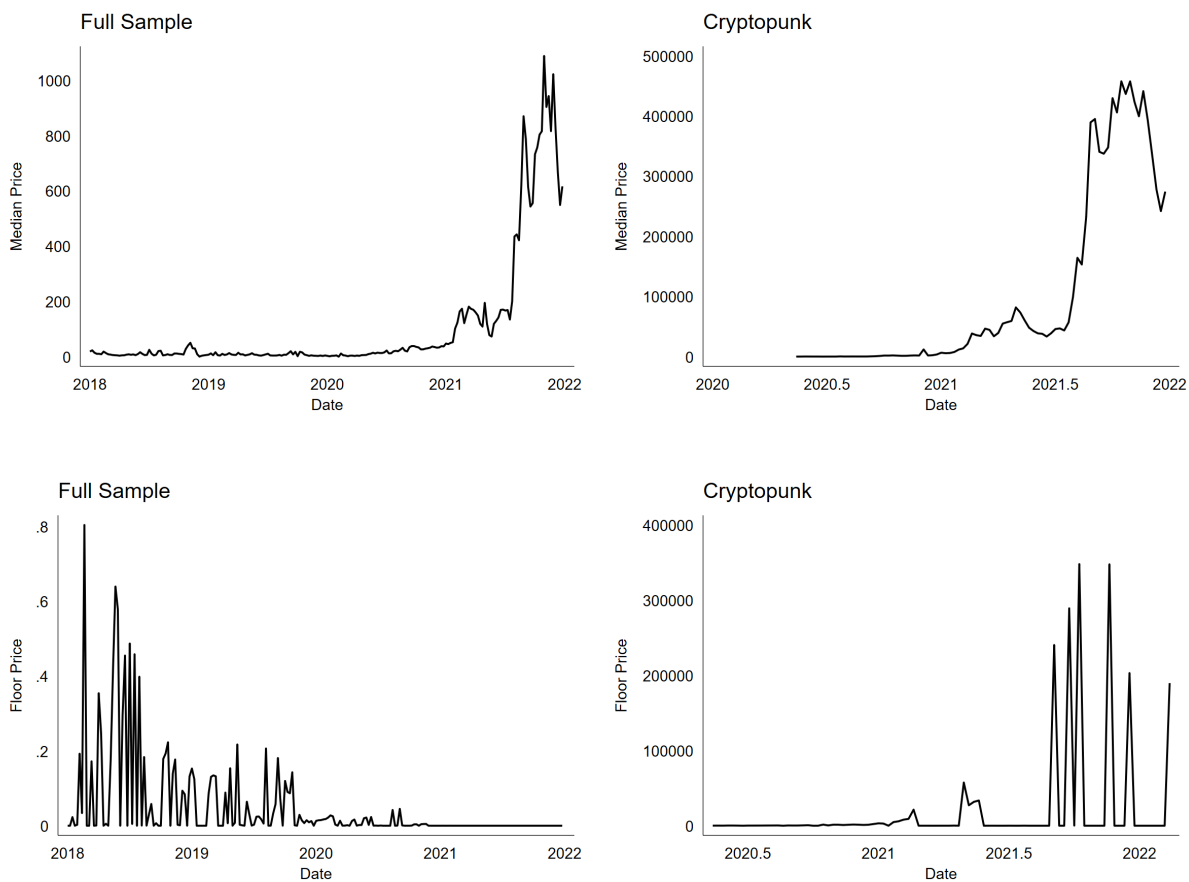 Full Sample
Median Price
1000
800
600
400
200
0
2018 2019 2020 2021 2022
Date
Cryptopunk
Median Price
500000
400000
300000
200000
100000
0
2020 2020.5 2021 2021.5 2022
Date
Full Sample
Floor Price
.8
.6
.4
.2
0
2018 2019 2020 2021 2022
Date
Cryptopunk
Floor Price
400000
300000
200000
100000
0
2020.5 2021 2021.5 2022
Date